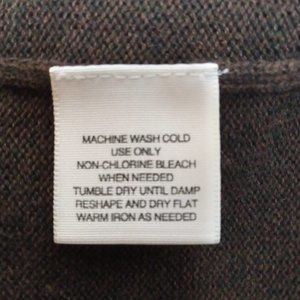 MACHINE WASH COLD
USE ONLY
NON-CHLORINE BLEACH
WHEN NEEDED
TUMBLE DRY UNTIL DAMP
RESHAPE AND DRY FLAT
WARM IRON AS NEEDED